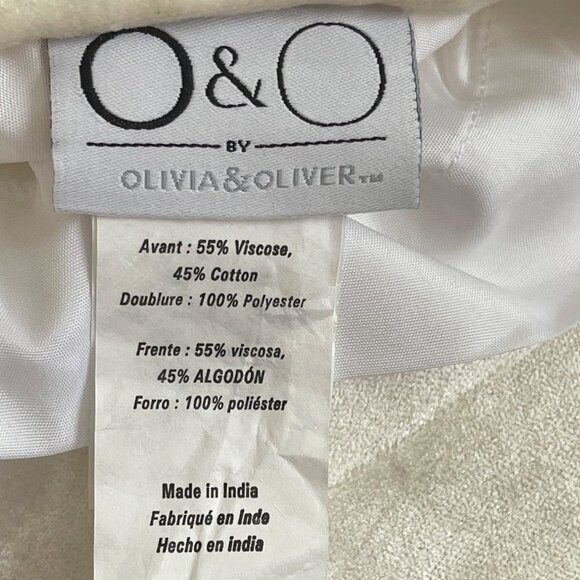 O&O
BY
OLIVIA&OLIVER™
Avant : 55% Viscose,
45% Cotton
Doublure : 100% Polyester
Frente : 55% viscosa,
45% ALGODÓN
Forro : 100% poliéster
Made in India
Fabriqué en Inde
Hecho en india